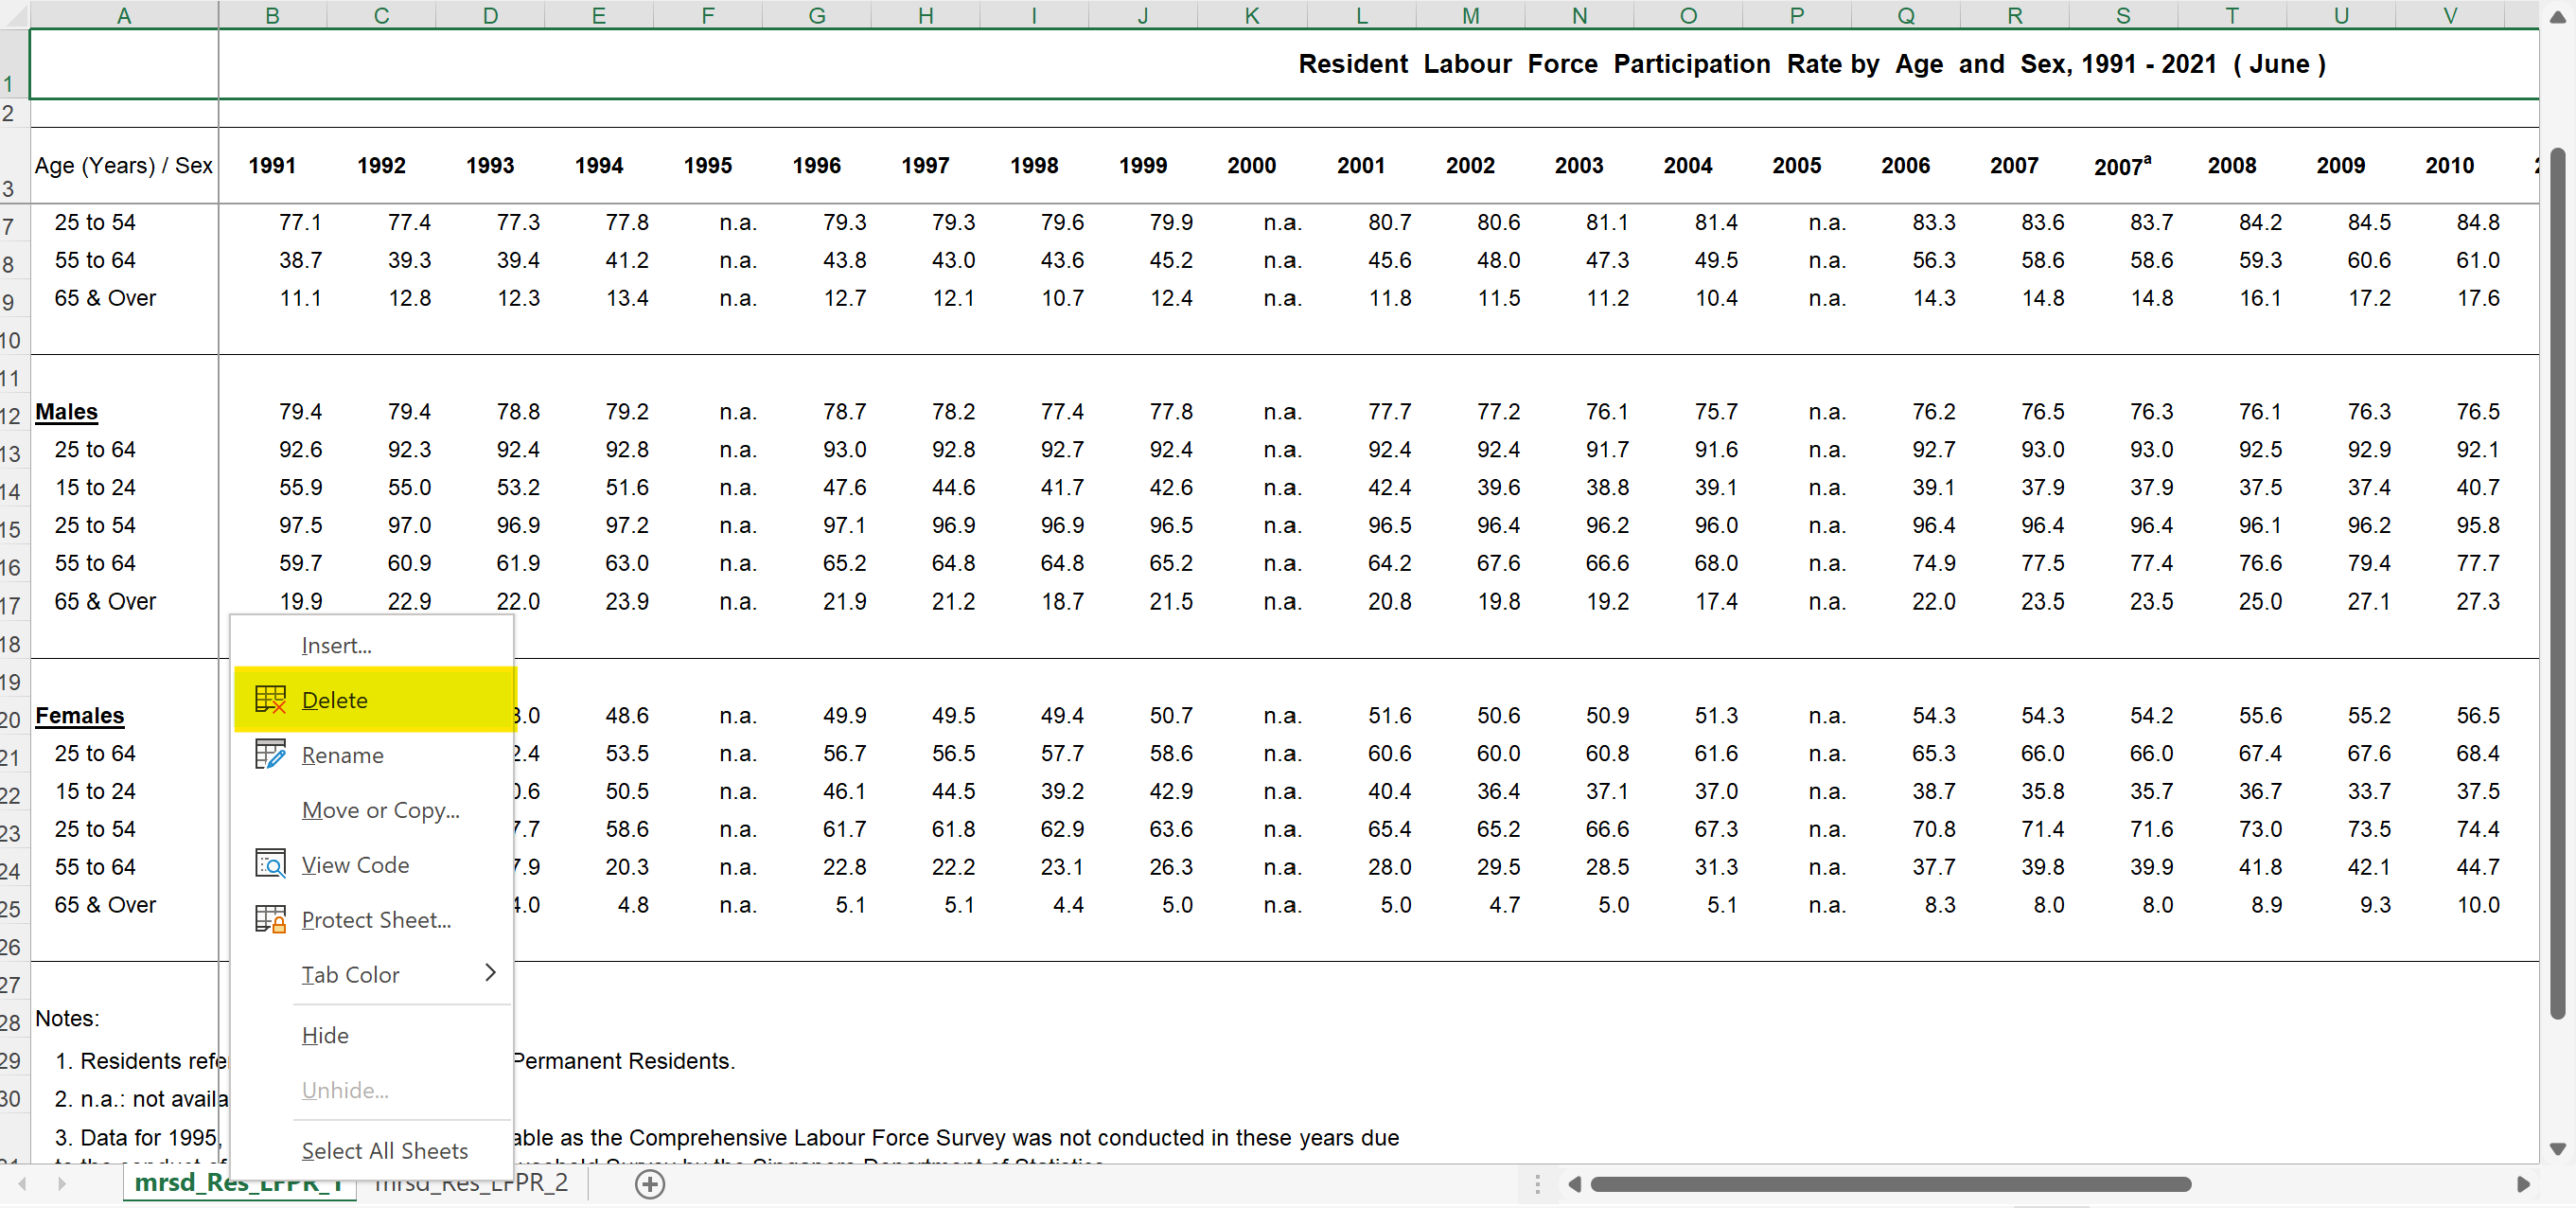 A B C D E F G H I J K L M N O P Q R S T U V
1 Resident Labour Force Participation Rate by Age and Sex, 1991 - 2021 ( June )
2
3 Age (Years) / Sex 1991 1992 1993 1994 1995 1996 1997 1998 1999 2000 2001 2002 2003 2004 2005 2006 2007 2007ª 2008 2009 2010
7 25 to 54 77.1 77.4 77.3 77.8 n.a. 79.3 79.3 79.6 79.9 n.a. 80.7 80.6 81.1 81.4 n.a. 83.3 83.6 83.7 84.2 84.5 84.8
8 55 to 64 38.7 39.3 39.4 41.2 n.a. 43.8 43.0 43.6 45.2 n.a. 45.6 48.0 47.3 49.5 n.a. 56.3 58.6 58.6 59.3 60.6 61.0
9 65 & Over 11.1 12.8 12.3 13.4 n.a. 12.7 12.1 10.7 12.4 n.a. 11.8 11.5 11.2 10.4 n.a. 14.3 14.8 14.8 16.1 17.2 17.6
10
11
12 Males 79.4 79.4 78.8 79.2 n.a. 78.7 78.2 77.4 77.8 n.a. 77.7 77.2 76.1 75.7 n.a. 76.2 76.5 76.3 76.1 76.3 76.5
13 25 to 64 92.6 92.3 92.4 92.8 n.a. 93.0 92.8 92.7 92.4 n.a. 92.4 92.4 91.7 91.6 n.a. 92.7 93.0 93.0 92.5 92.9 92.1
14 15 to 24 55.9 55.0 53.2 51.6 n.a. 47.6 44.6 41.7 42.6 n.a. 42.4 39.6 38.8 39.1 n.a. 39.1 37.9 37.9 37.5 37.4 40.7
15 25 to 54 97.5 97.0 96.9 97.2 n.a. 97.1 96.9 96.9 96.5 n.a. 96.5 96.4 96.2 96.0 n.a. 96.4 96.4 96.4 96.1 96.2 95.8
16 55 to 64 59.7 60.9 61.9 63.0 n.a. 65.2 64.8 64.8 65.2 n.a. 64.2 67.6 66.6 68.0 n.a. 74.9 77.5 77.4 76.6 79.4 77.7
17 65 & Over 19.9 22.9 22.0 23.9 n.a. 21.9 21.2 18.7 21.5 n.a. 20.8 19.8 19.2 17.4 n.a. 22.0 23.5 23.5 25.0 27.1 27.3
18
19
20 Females 48.6 n.a. 49.9 49.5 49.4 50.7 n.a. 51.6 50.6 50.9 51.3 n.a. 54.3 54.3 54.2 55.6 55.2 56.5
21 25 to 64 53.5 n.a. 56.7 56.5 57.7 58.6 n.a. 60.6 60.0 60.8 61.6 n.a. 65.3 66.0 66.0 67.4 67.6 68.4
22 15 to 24 50.5 n.a. 46.1 44.5 39.2 42.9 n.a. 40.4 36.4 37.1 37.0 n.a. 38.7 35.8 35.7 36.7 33.7 37.5
23 25 to 54 58.6 n.a. 61.7 61.8 62.9 63.6 n.a. 65.4 65.2 66.6 67.3 n.a. 70.8 71.4 71.6 73.0 73.5 74.4
24 55 to 64 20.3 n.a. 22.8 22.2 23.1 26.3 n.a. 28.0 29.5 28.5 31.3 n.a. 37.7 39.8 39.9 41.8 42.1 44.7
25 65 & Over 4.8 n.a. 5.1 5.1 4.4 5.0 n.a. 5.0 4.7 5.0 5.1 n.a. 8.3 8.0 8.0 8.9 9.3 10.0
26
27
28 Notes:
29 1. Residents Permanent Residents.
30 2. n.a.: not
3. Data for 1995, as the Comprehensive Labour Force Survey was not conducted in these years due
Insert...
Delete
Rename
Move or Copy...
View Code
Protect Sheet...
Tab Color
Hide
Unhide...
Select All Sheets
mrsd_Res_LFPR_1 mrsd_Res_LFPR_2